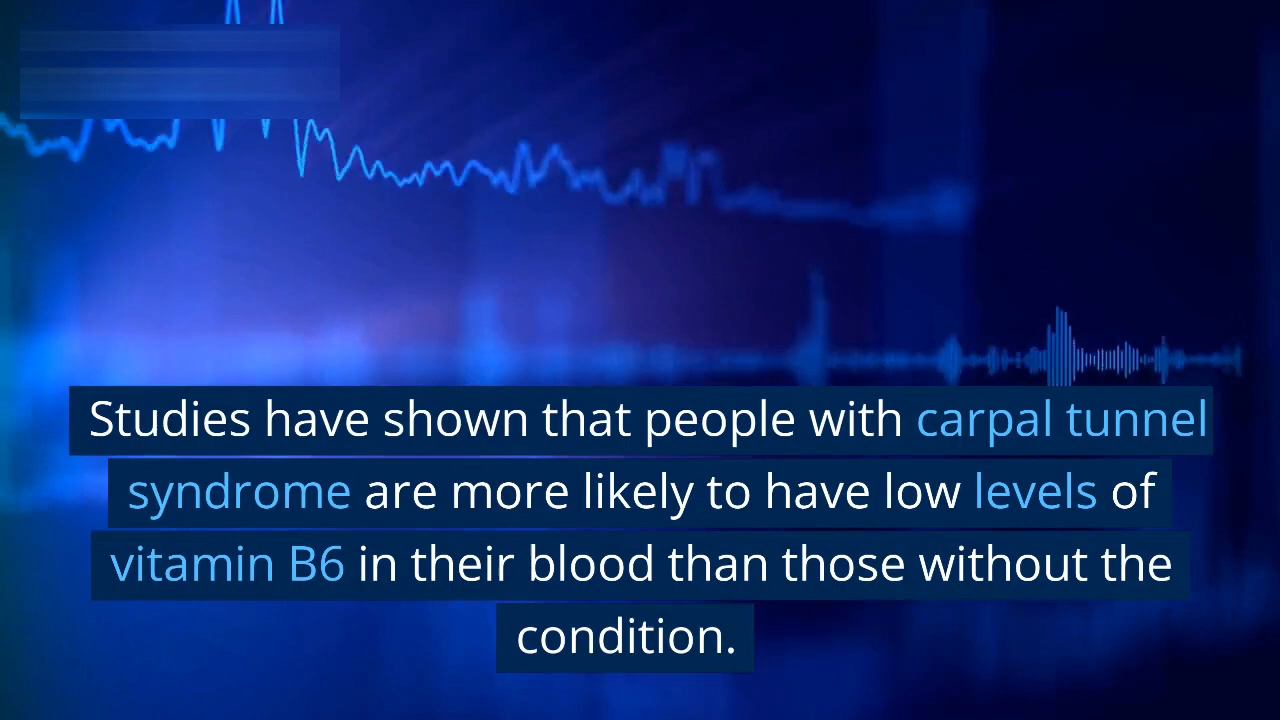 Studies have shown that people with carpal tunnel
syndrome are more likely to have low levels of
vitamin B6 in their blood than those without the
condition.